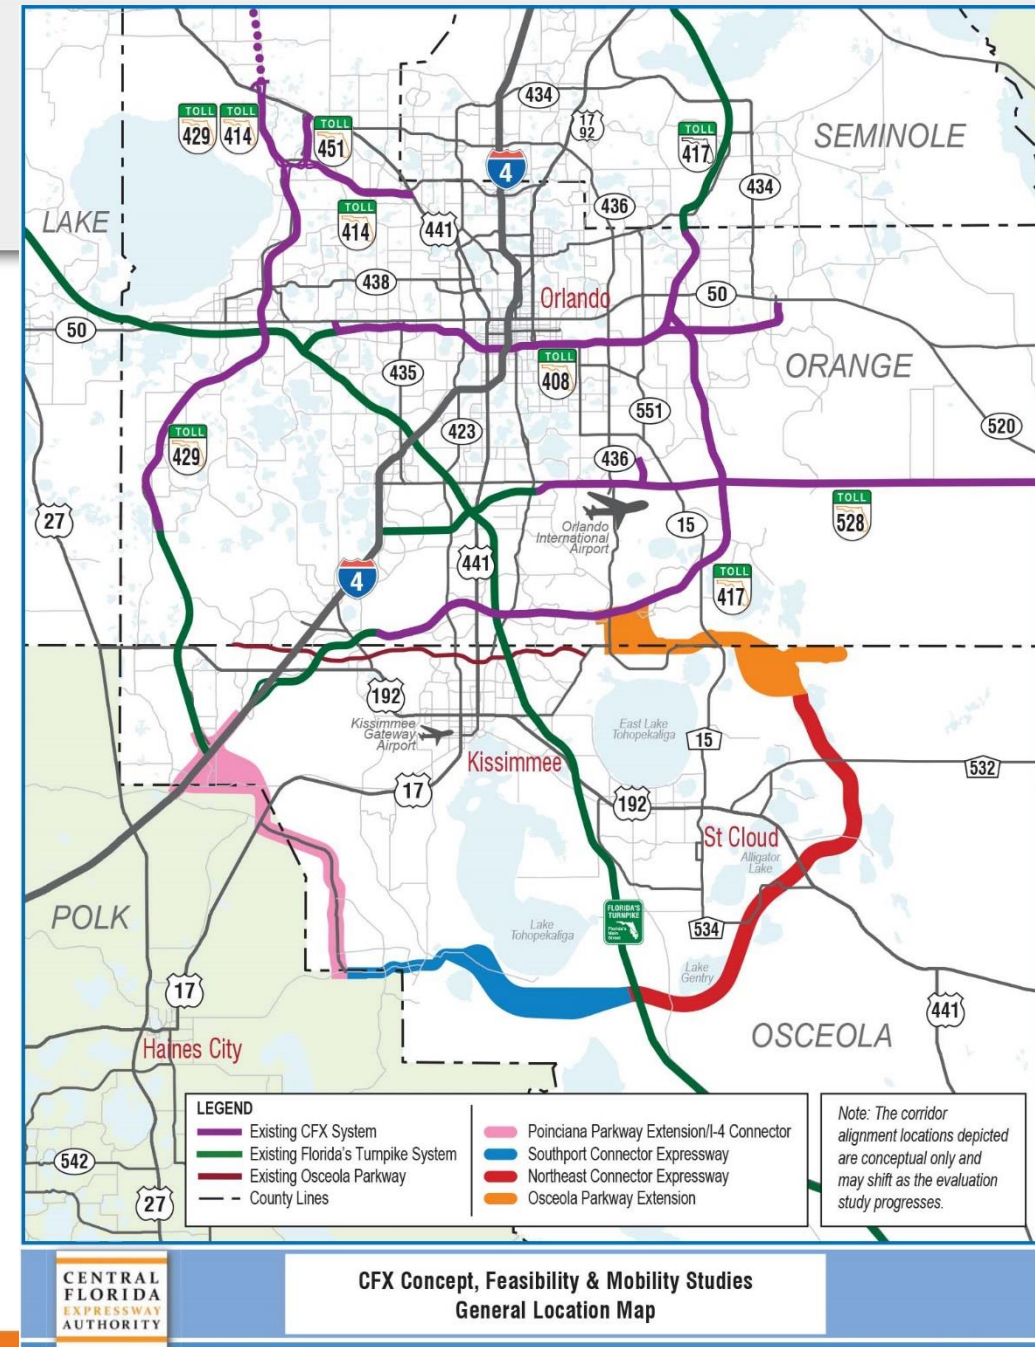 434
17
92
TOLL
429
TOLL
414
TOLL
451
4
TOLL
417
SEMINOLE
434
LAKE
TOLL
414
441
436
438
Orlando
50
50
ORANGE
435
TOLL
408
551
520
423
TOLL
429
436
27
Orlando
International
Airport
15
TOLL
528
441
4
TOLL
417
192
Kissimmee
Gateway
Airport
East Lake
Tohopekaliga
15
Kissimmee
532
17
192
St Cloud
Alligator
Lake
POLK
FLORIDA'S
TURNPIKE
Lake
Tohopekaliga
534
Lake
Gentry
17
441
OSCEOLA
Haines City
542
27
LEGEND
Existing CFX System
Existing Florida's Turnpike System
Existing Osceola Parkway
County Lines
Poinciana Parkway Extension/I-4 Connector
Southport Connector Expressway
Northeast Connector Expressway
Osceola Parkway Extension
Note: The corridor
alignment locations depicted
are conceptual only and
may shift as the evaluation
study progresses.
CENTRAL
FLORIDA
EXPRESSWAY
AUTHORITY
CFX Concept, Feasibility & Mobility Studies
General Location Map